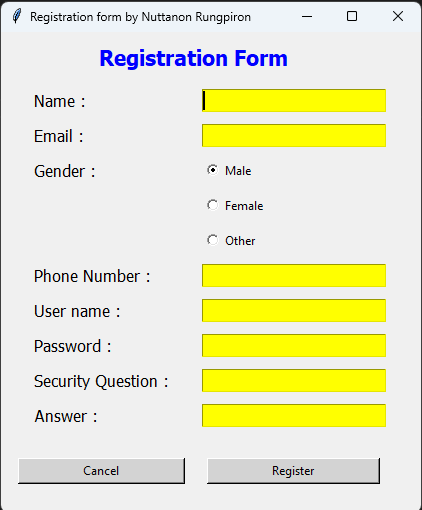 Registration form by Nuttanon Rungpiron
Registration Form
Name :
Email :
Gender :
Male
Female
Other
Phone Number :
User name :
Password :
Security Question :
Answer :
Cancel
Register